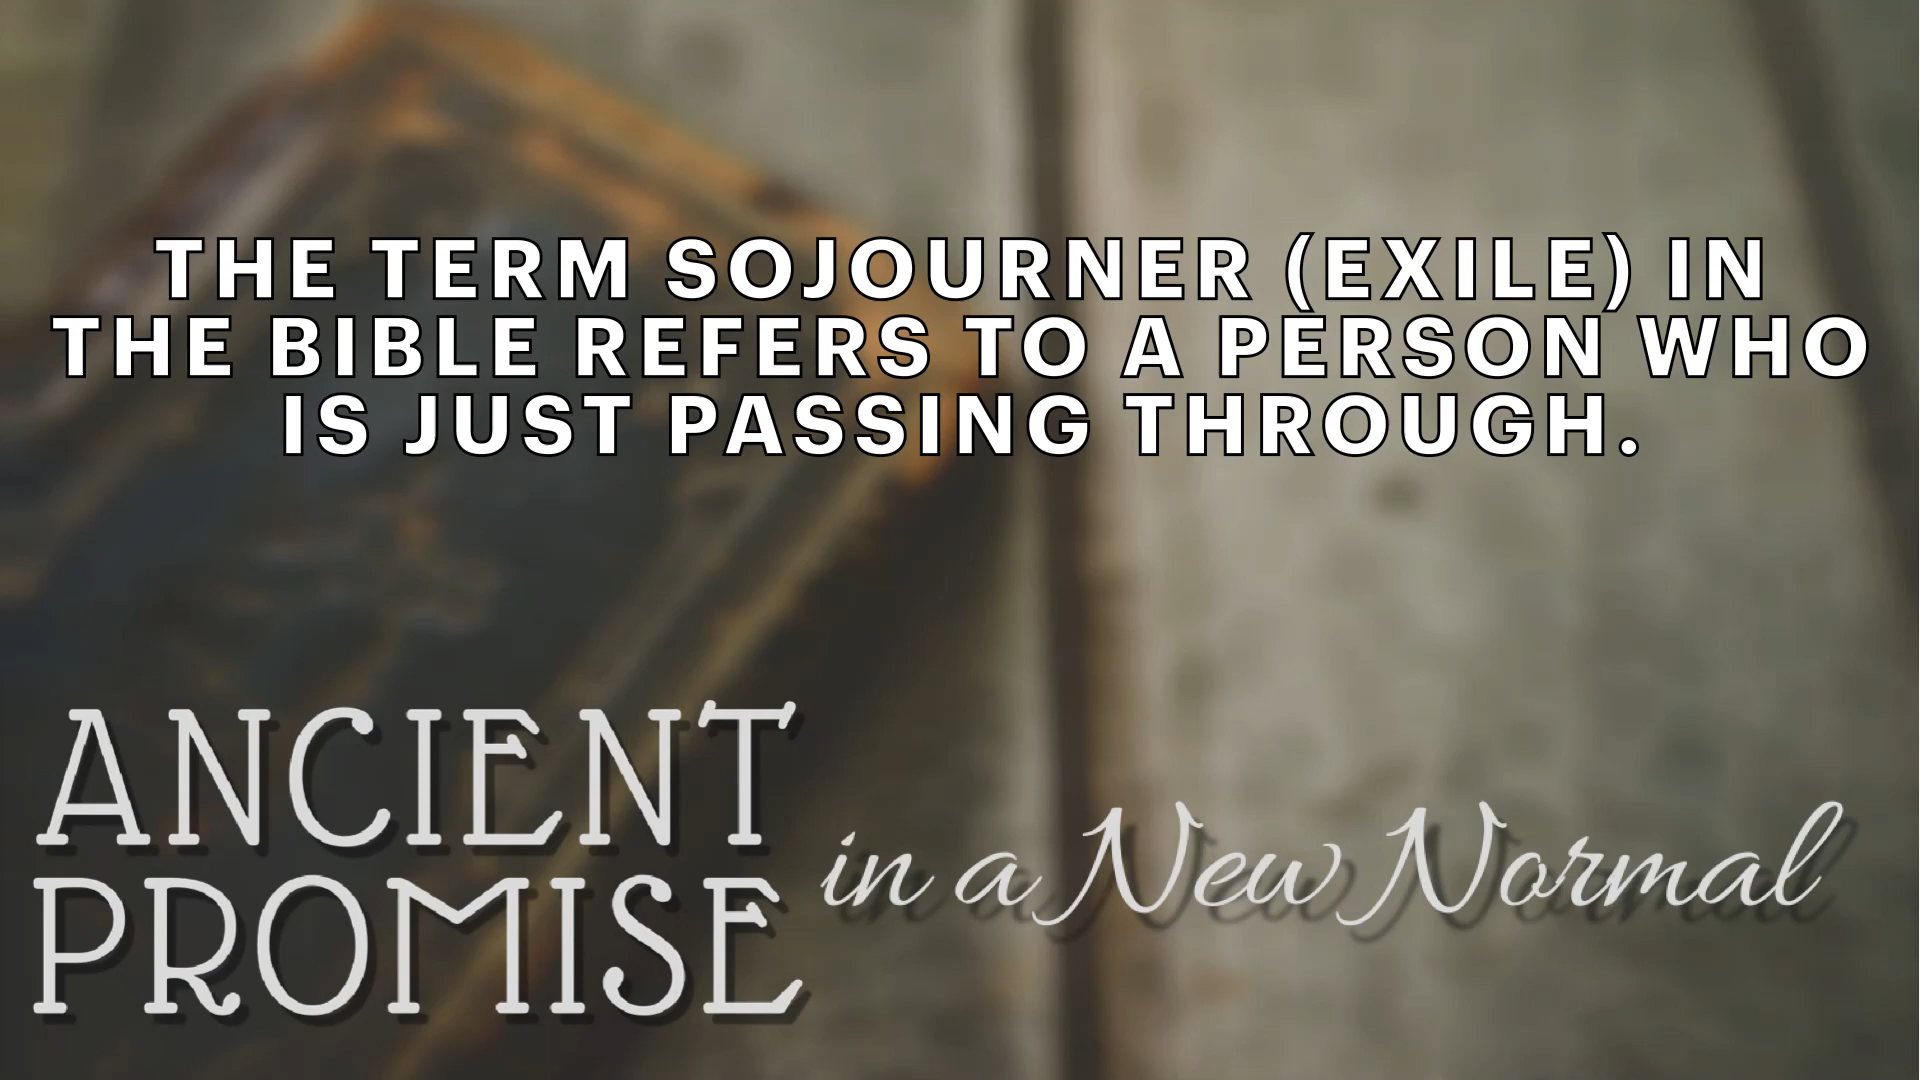 THE TERM SOJOURNER (EXILE) IN
THE BIBLE REFERS TO A PERSON WHO
IS JUST PASSING THROUGH.
ANCIENT
PROMISE
in a New Normal